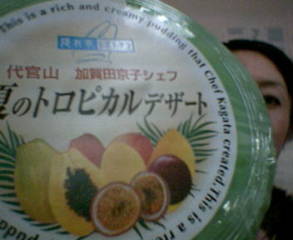 This is a rich and creamy pudding that Chef Kagata created. This is a ri
代官山 加賀田京子シェフ
夏のトロピカルデザート